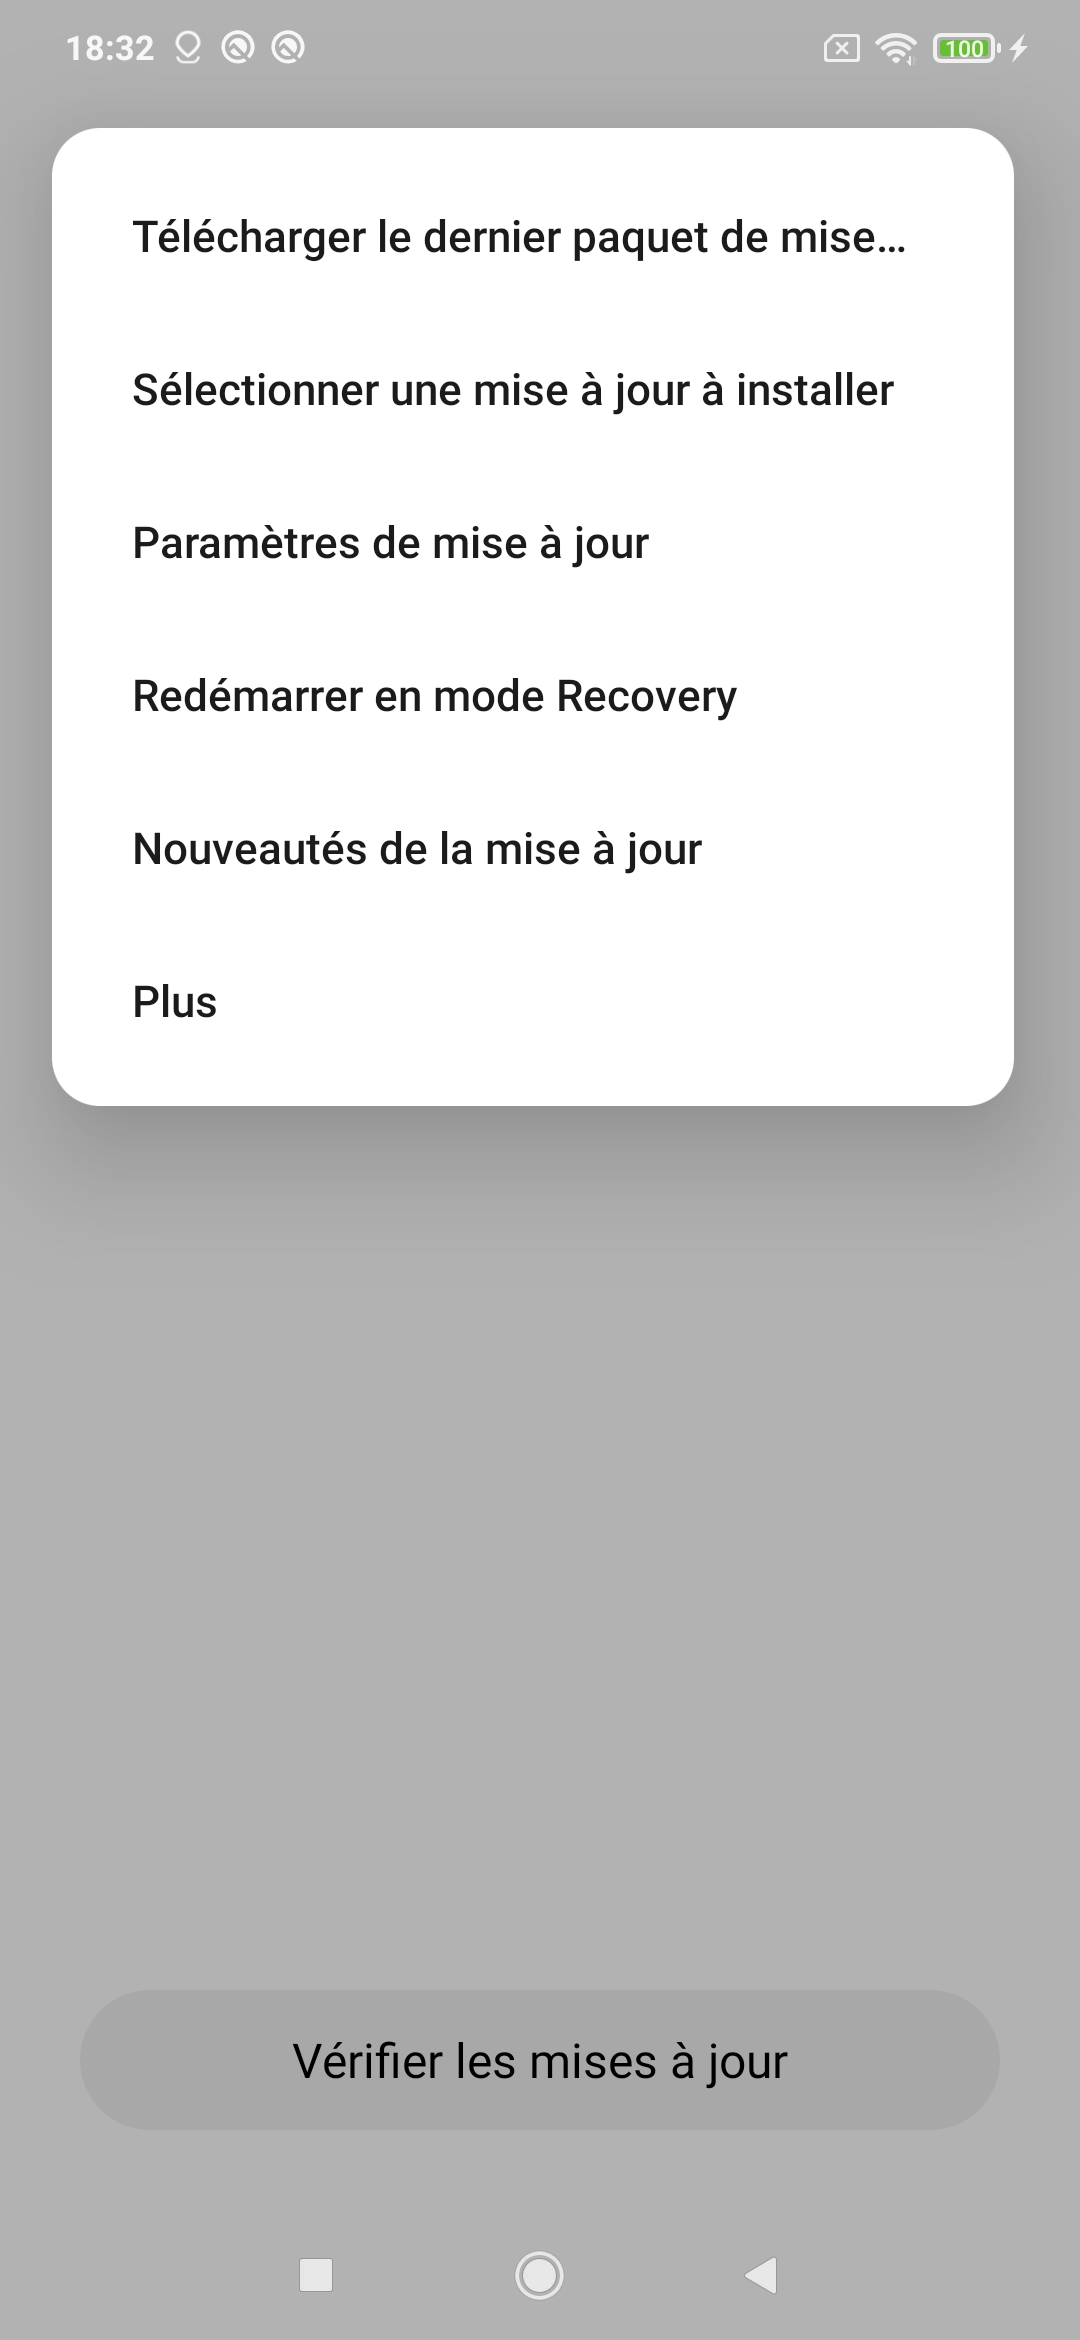 18:32
100
Télécharger le dernier paquet de mise…
Sélectionner une mise à jour à installer
Paramètres de mise à jour
Redémarrer en mode Recovery
Nouveautés de la mise à jour
Plus
Vérifier les mises à jour